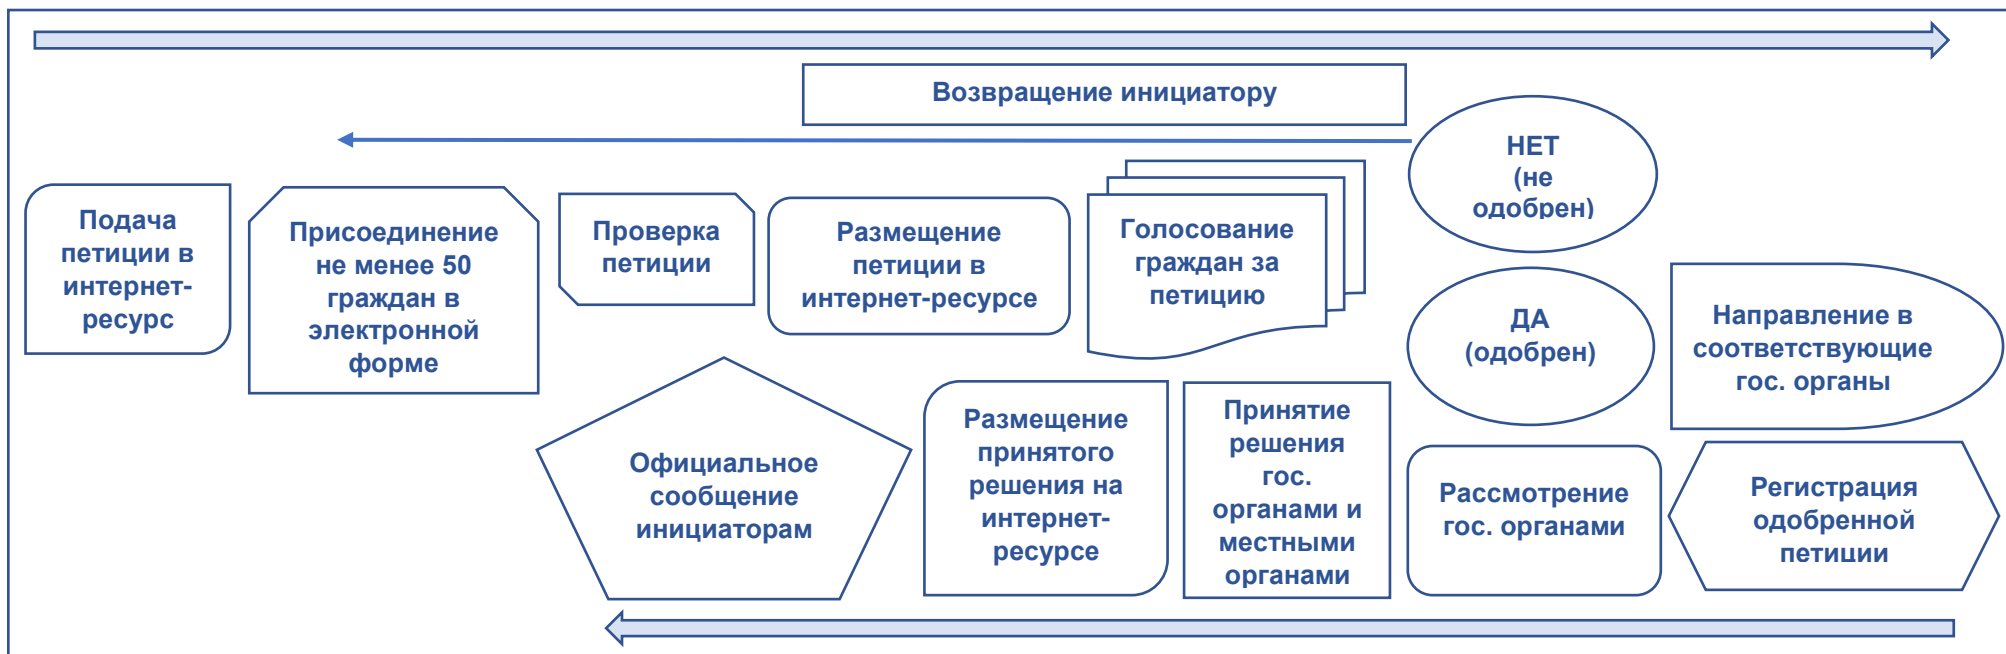 Возвращение инициатору
НЕТ
(не
одобрен)
Подача
петиции в
интернет-
ресурс
Присоединение
не менее 50
граждан в
электронной
форме
Проверка
петиции
Размещение
петиции в
интернет-ресурсе
Голосование
граждан за
петицию
ДА
(одобрен)
Направление в
соответствующие
гос. органы
Официальное
сообщение
инициаторам
Размещение
принятого
решения на
интернет-
ресурсе
Принятие
решения
гос.
органами и
местными
органами
Рассмотрение
гос. органами
Регистрация
одобренной
петиции